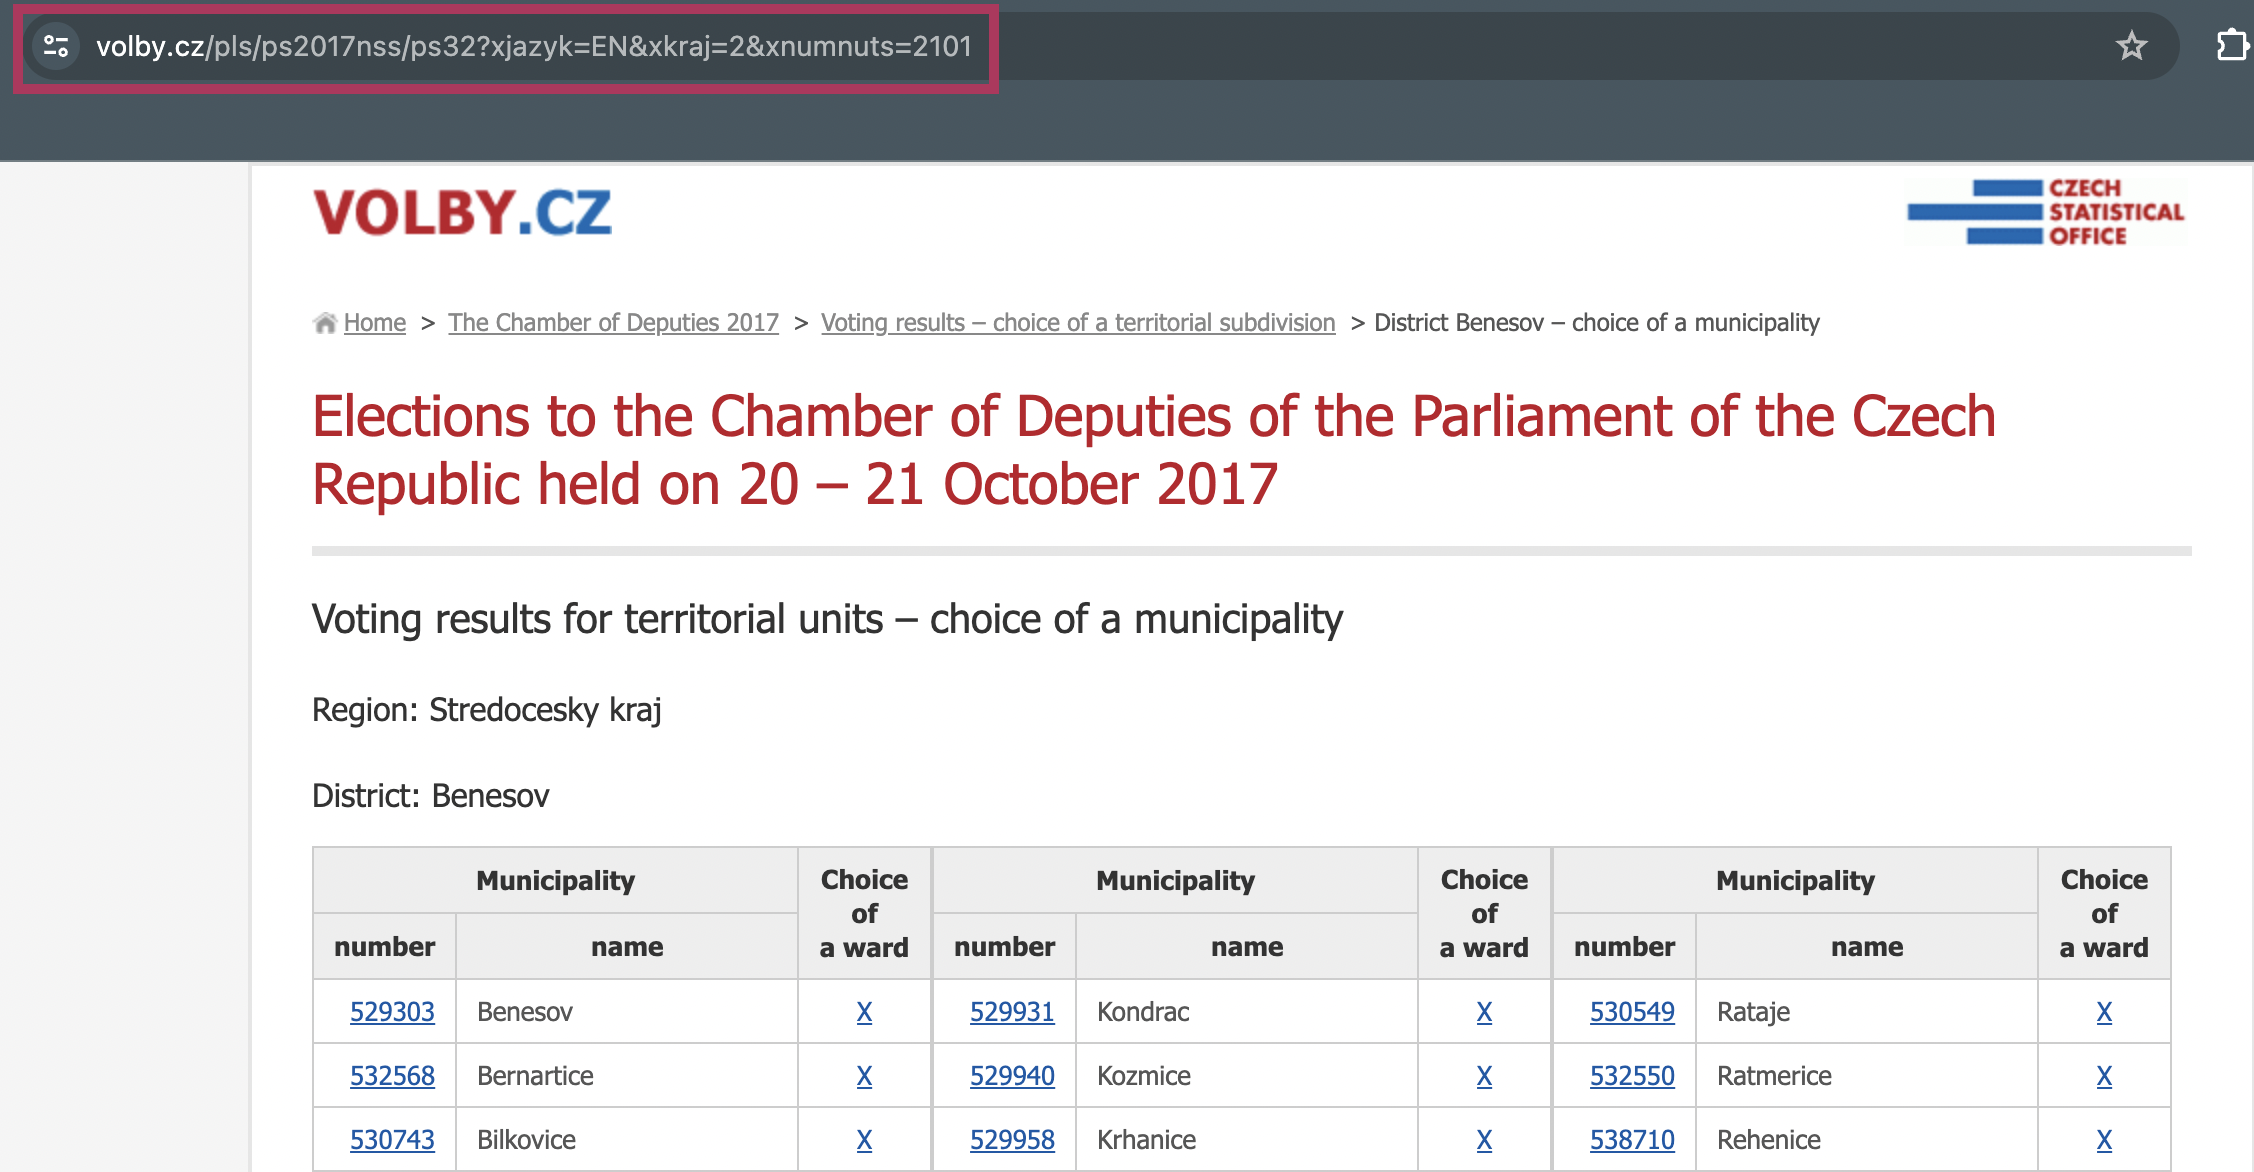 volby.cz/pls/ps2017nss/ps32?xjazyk=EN&xkraj=2&xnumnuts=2101
VOLBY.CZ
CZECH
STATISTICAL
OFFICE
Home > The Chamber of Deputies 2017 > Voting results – choice of a territorial subdivision > District Benesov – choice of a municipality
Elections to the Chamber of Deputies of the Parliament of the Czech
Republic held on 20 – 21 October 2017
Voting results for territorial units – choice of a municipality
Region: Stredocesky kraj
District: Benesov
Municipality Choice of a ward Municipality Choice of a ward Municipality Choice of a ward
number name number name number name
529303 Benesov X 529931 Kondrac X 530549 Rataje X
532568 Bernartice X 529940 Kozmice X 532550 Ratmerice X
530743 Bilkovice X 529958 Krhanice X 538710 Rehenice X